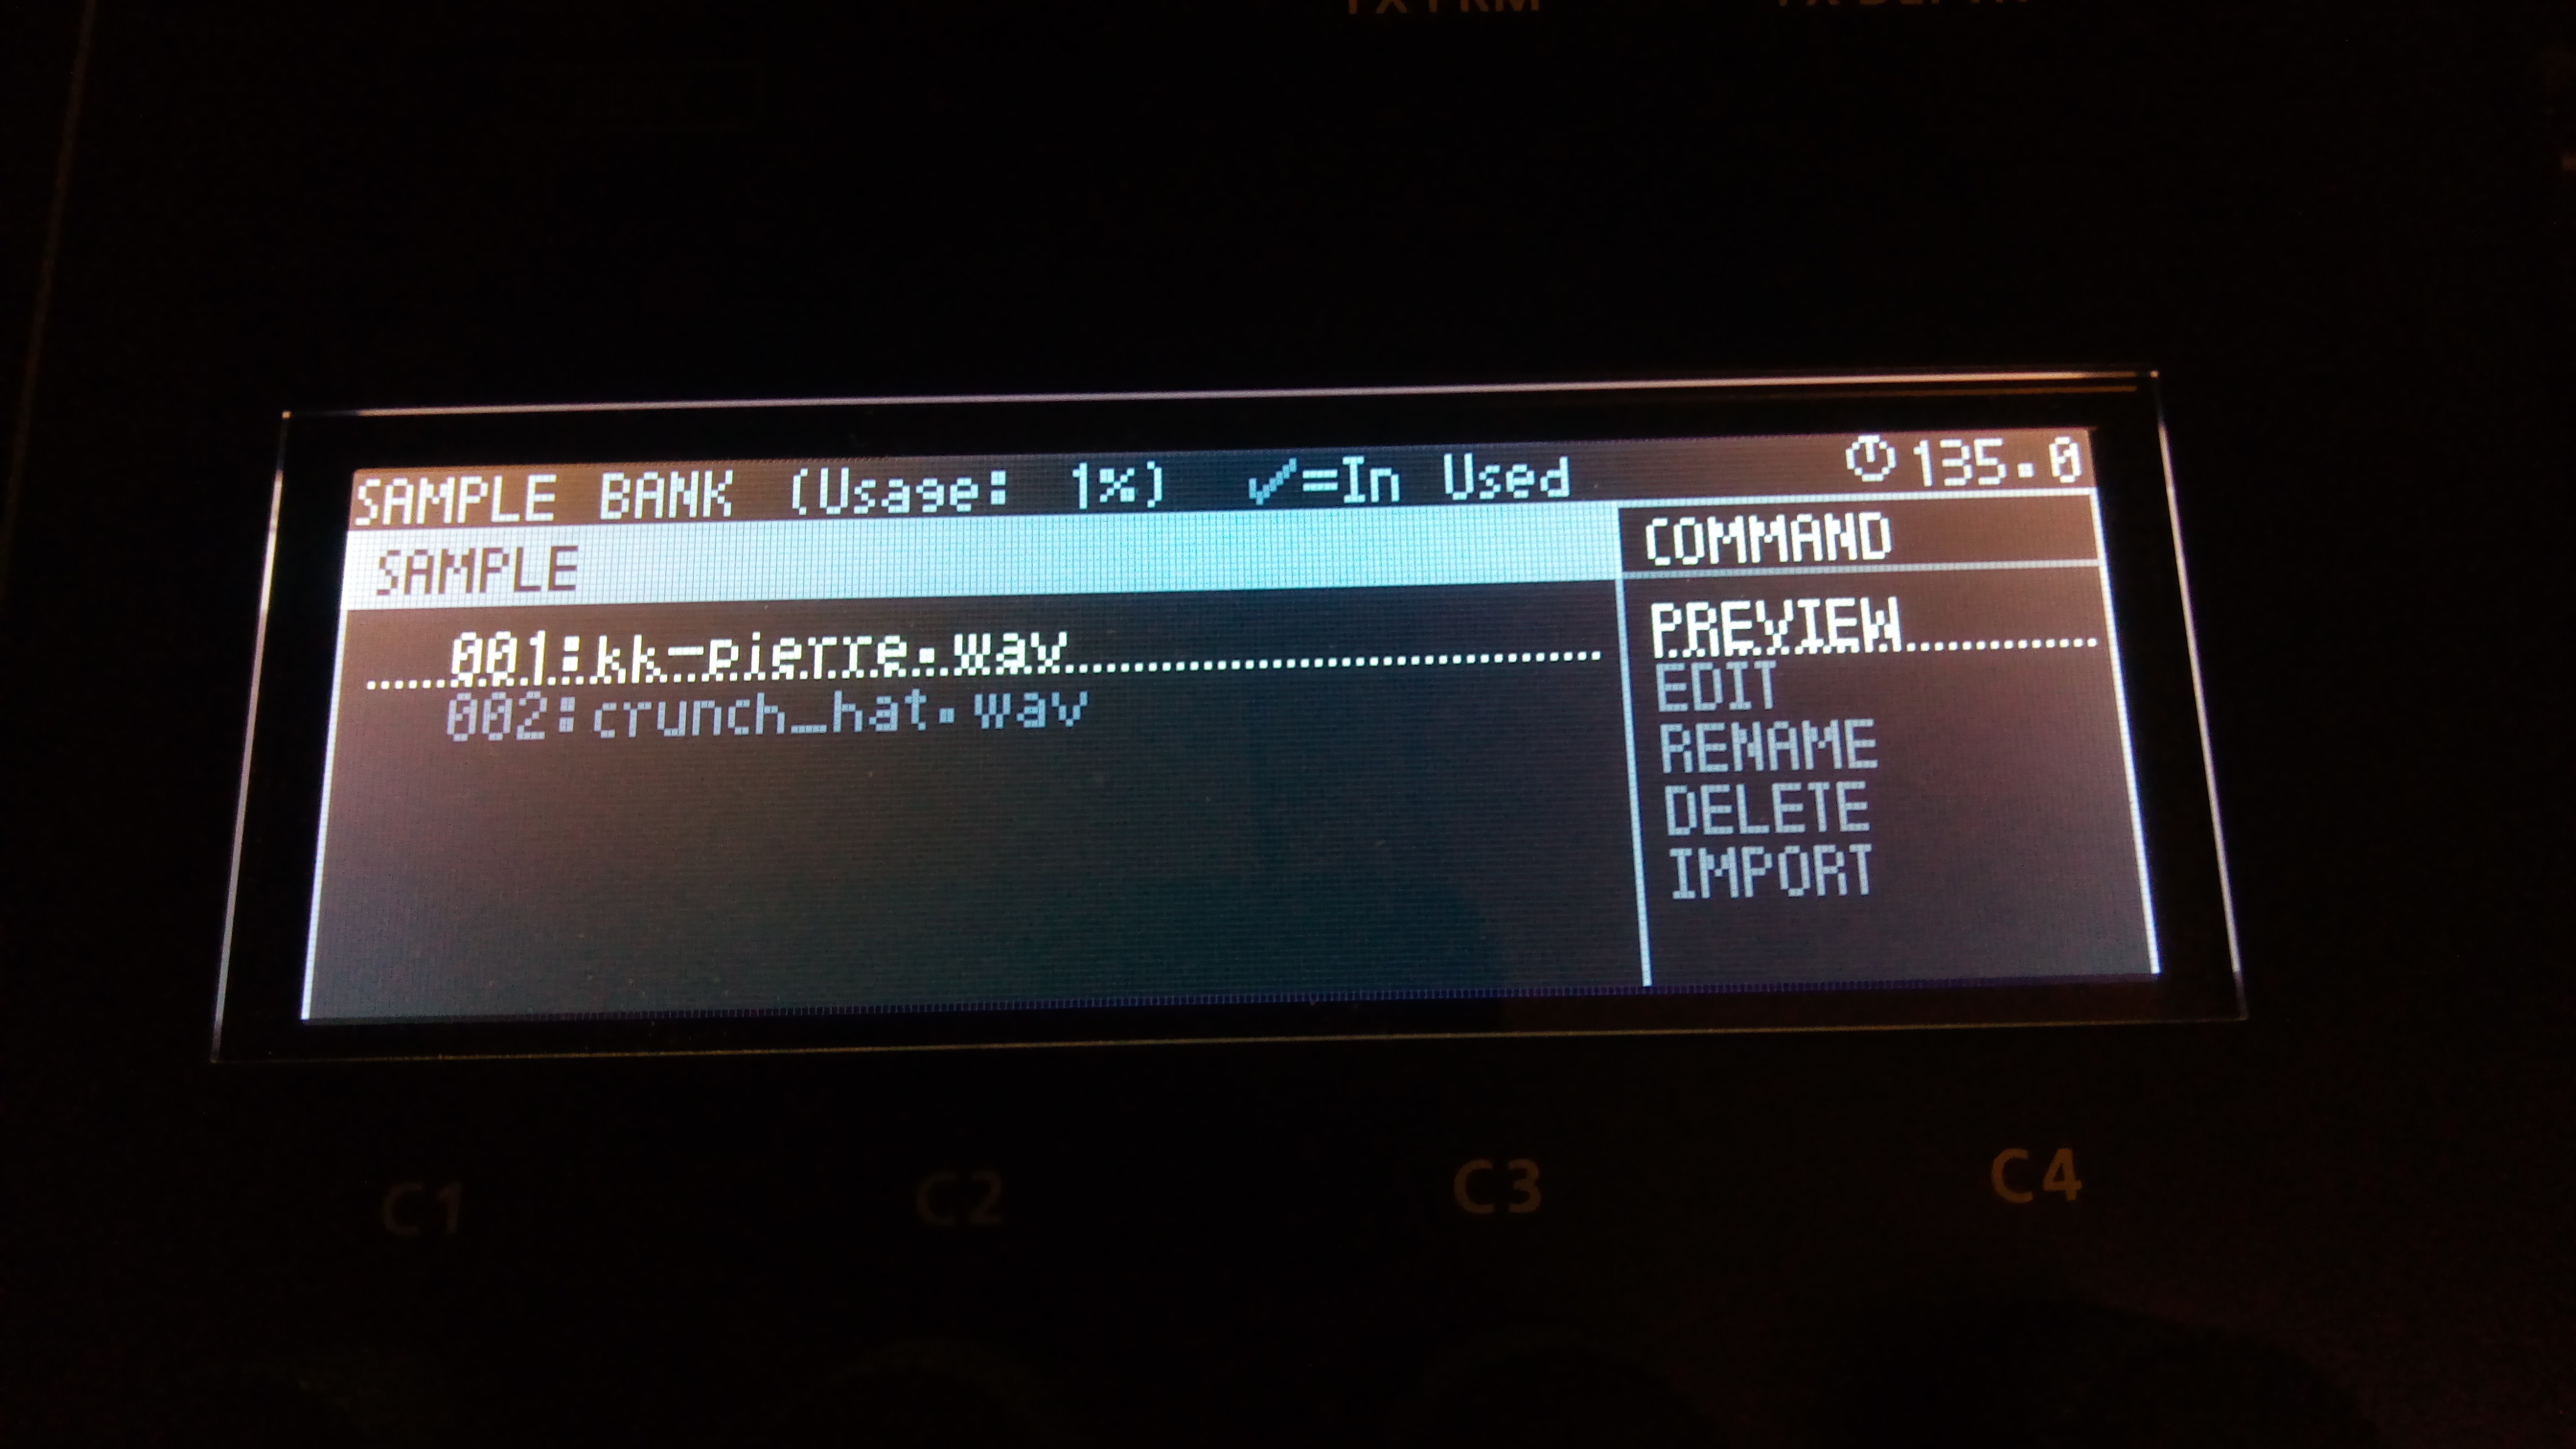 SAMPLE BANK (Usage: 1%) ✓=In Used 135.0
SAMPLE
001:kk-pierre.wav
002:crunch_hat.wav
COMMAND
PREVIEW
EDIT
RENAME
DELETE
IMPORT
C1 C2 C3 C4